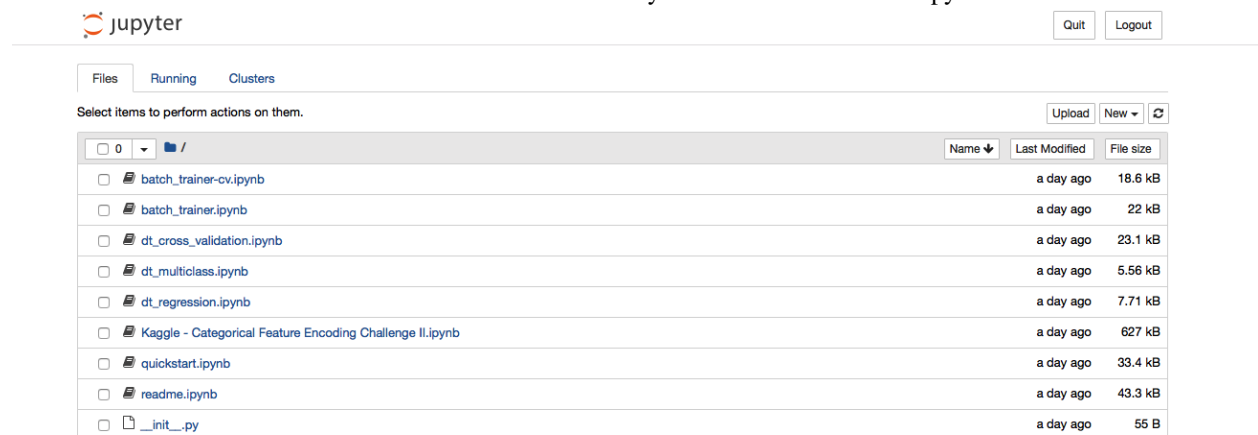 jupyter
Quit Logout
Files Running Clusters
Select items to perform actions on them.
Upload New
0 /
Name Last Modified File size
batch_trainer-cv.ipynb a day ago 18.6 kB
batch_trainer.ipynb a day ago 22 kB
dt_cross_validation.ipynb a day ago 23.1 kB
dt_multiclass.ipynb a day ago 5.56 kB
dt_regression.ipynb a day ago 7.71 kB
Kaggle - Categorical Feature Encoding Challenge II.ipynb a day ago 627 kB
quickstart.ipynb a day ago 33.4 kB
readme.ipynb a day ago 43.3 kB
__init__.py a day ago 55 B